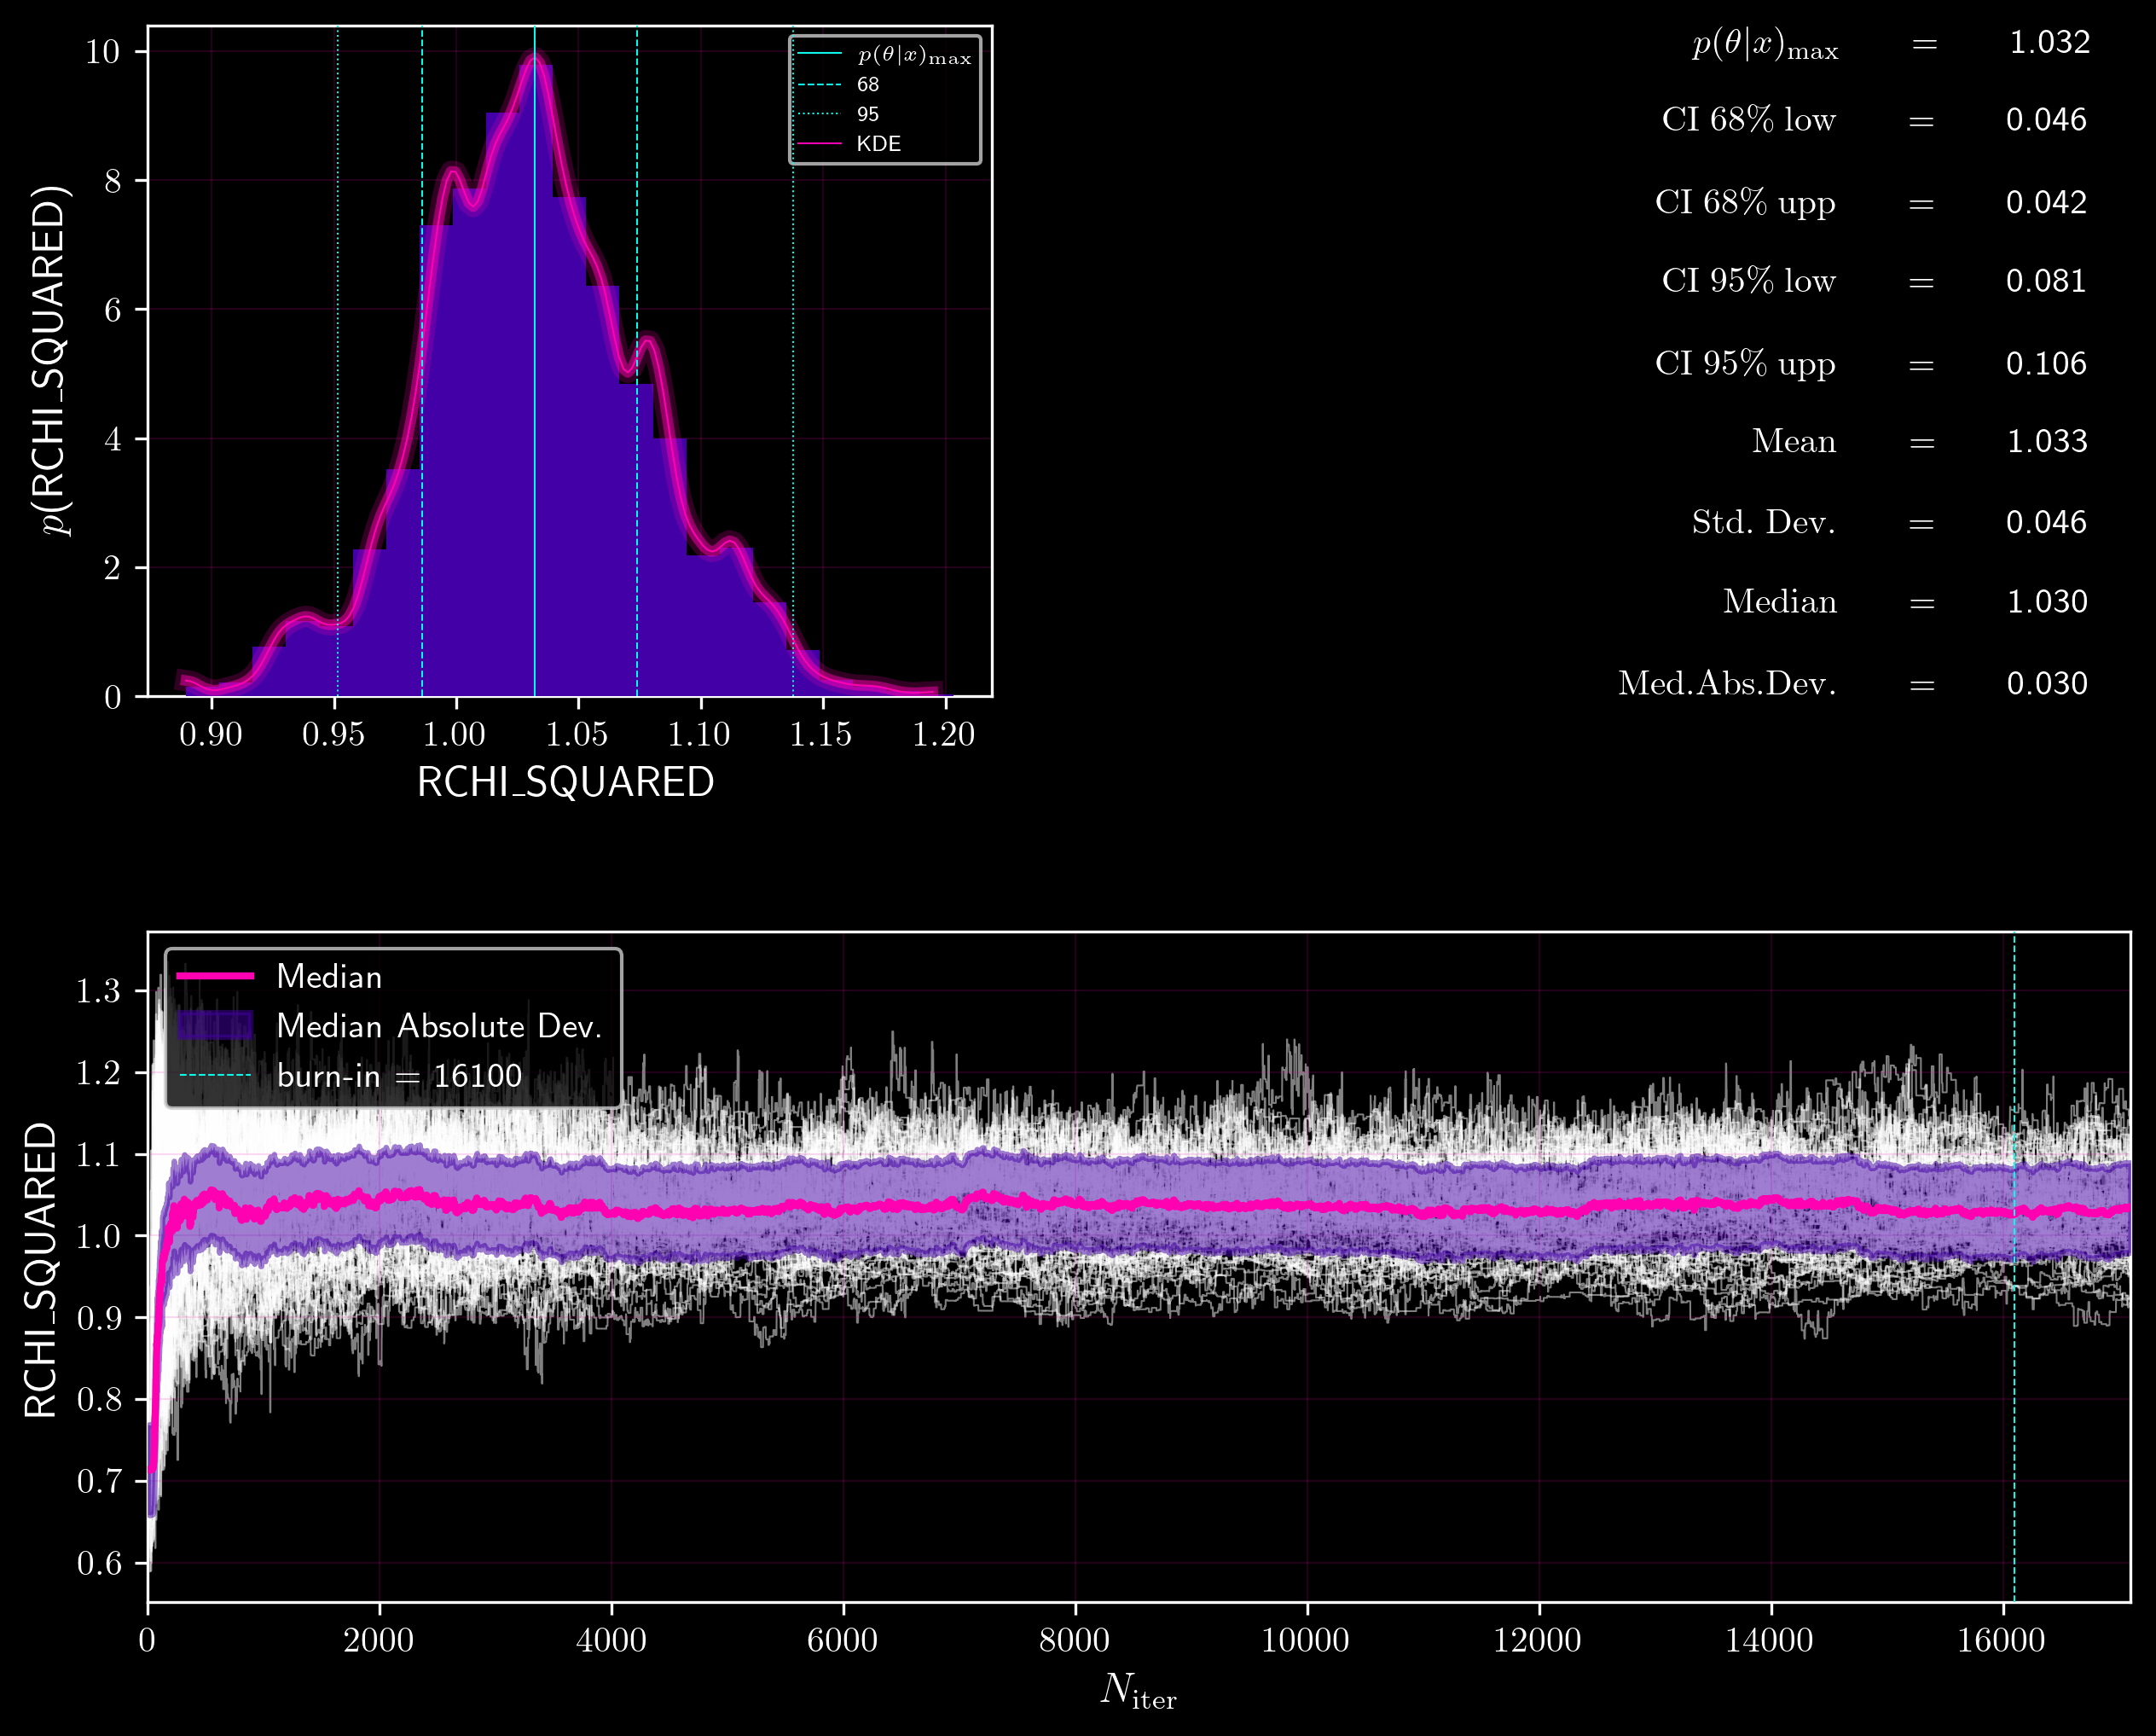 10
8
6
4
2
0
p(RCHI_SQUARED)
0.90 0.95 1.00 1.05 1.10 1.15 1.20
RCHI_SQUARED
p(θ|x)max
68
95
KDE
p(θ|x)max = 1.032
CI 68% low = 0.046
CI 68% upp = 0.042
CI 95% low = 0.081
CI 95% upp = 0.106
Mean = 1.033
Std. Dev. = 0.046
Median = 1.030
Med.Abs.Dev. = 0.030
1.3
1.2
1.1
1.0
0.9
0.8
0.7
0.6
RCHI_SQUARED
Median
Median Absolute Dev.
burn-in = 16100
0 2000 4000 6000 8000 10000 12000 14000 16000
Niter